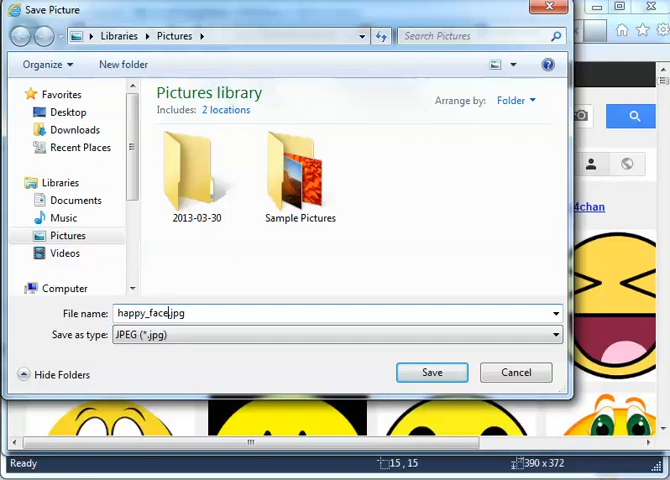 Save Picture
Libraries Pictures
Search Pictures
Organize New folder
Favorites
Desktop
Downloads
Recent Places
Libraries
Documents
Music
Pictures
Videos
Computer
Pictures library
Includes: 2 locations
Arrange by: Folder
2013-03-30
Sample Pictures
File name: happy_face.jpg
Save as type: JPEG (*.jpg)
Hide Folders
Save
Cancel
4chan
Ready
15 , 15
390 x 372